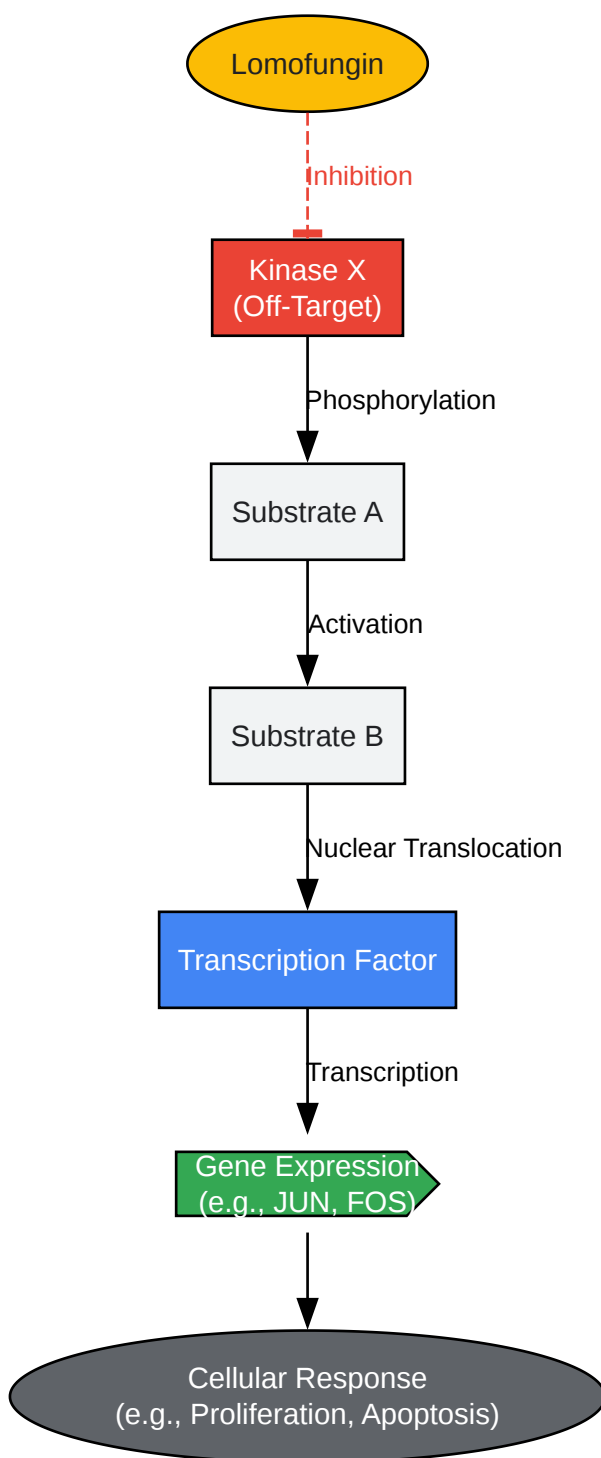 Lomofungin
Inhibition
Kinase X
(Off-Target)
Phosphorylation
Substrate A
Activation
Substrate B
Nuclear Translocation
Transcription Factor
Transcription
Gene Expression
(e.g., JUN, FOS)
Cellular Response
(e.g., Proliferation, Apoptosis)